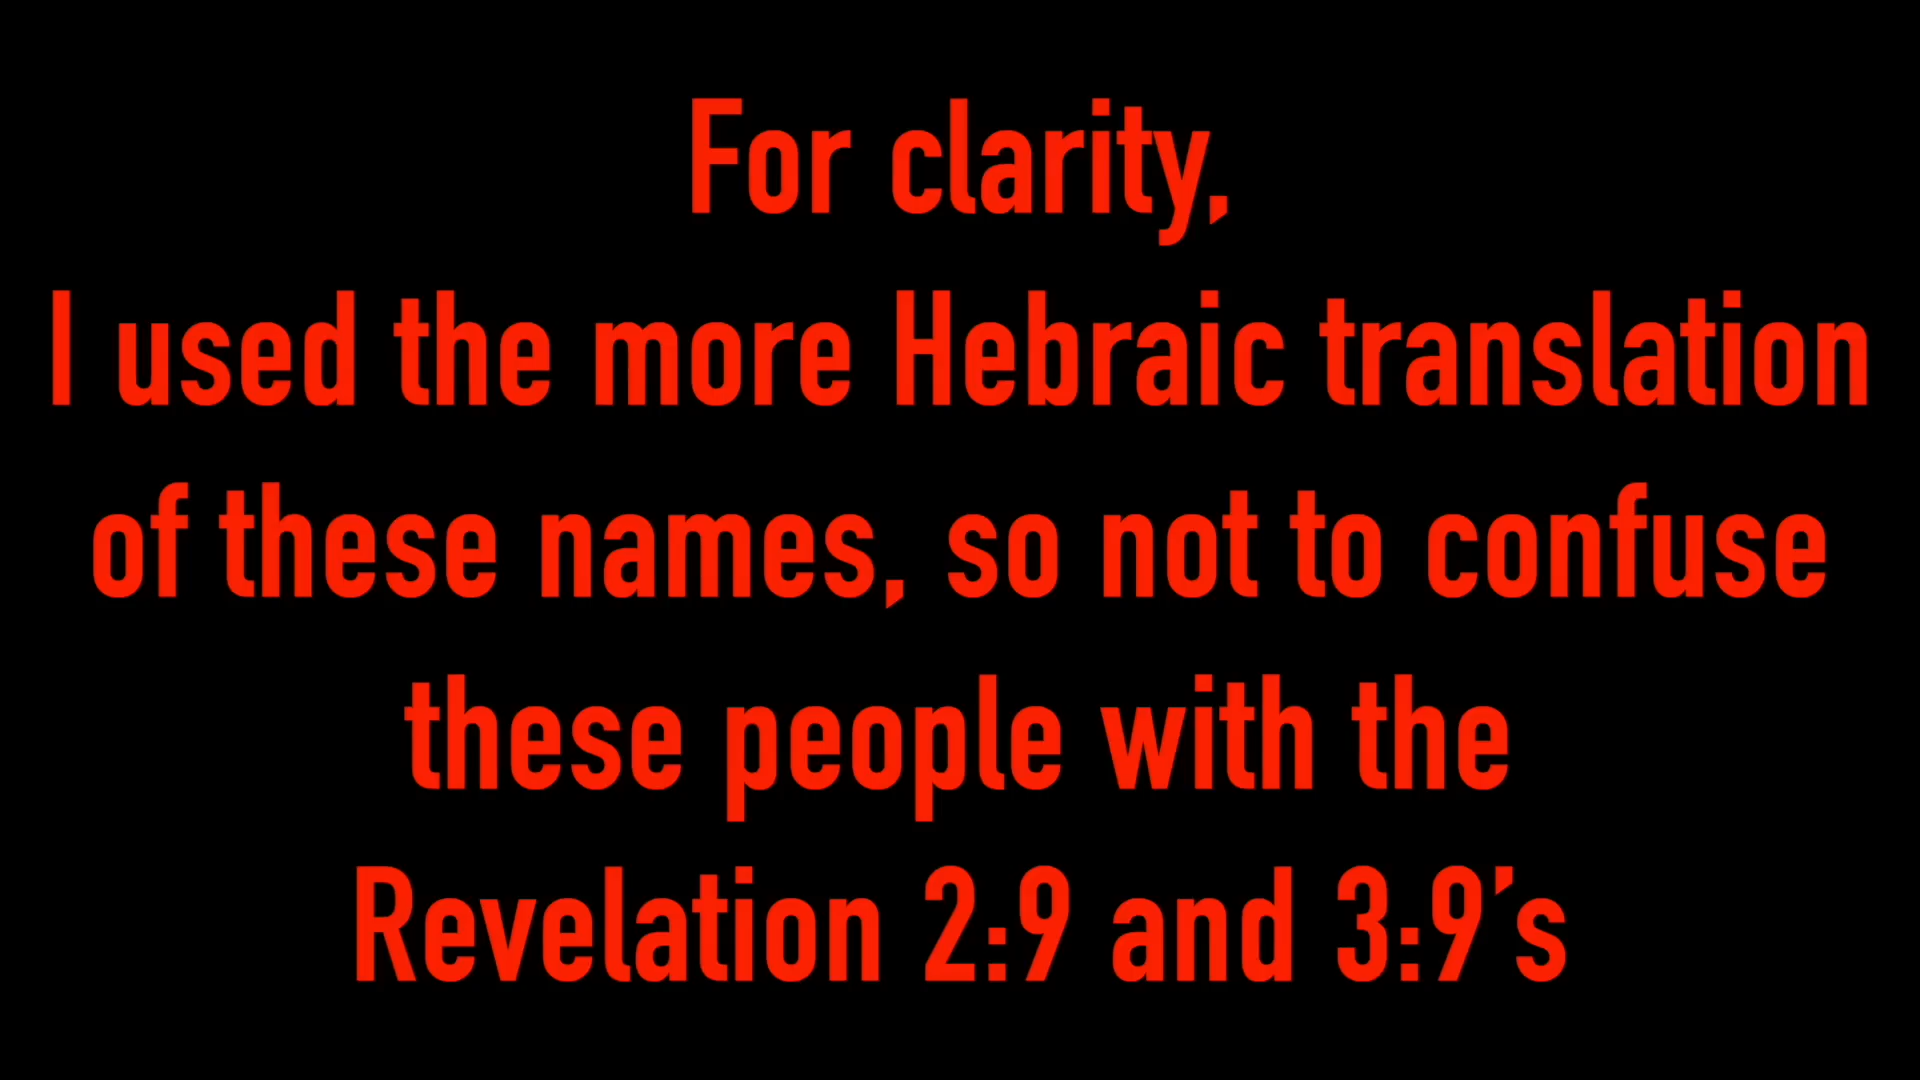 For clarity,
I used the more Hebraic translation
of these names, so not to confuse
these people with the
Revelation 2:9 and 3:9’s